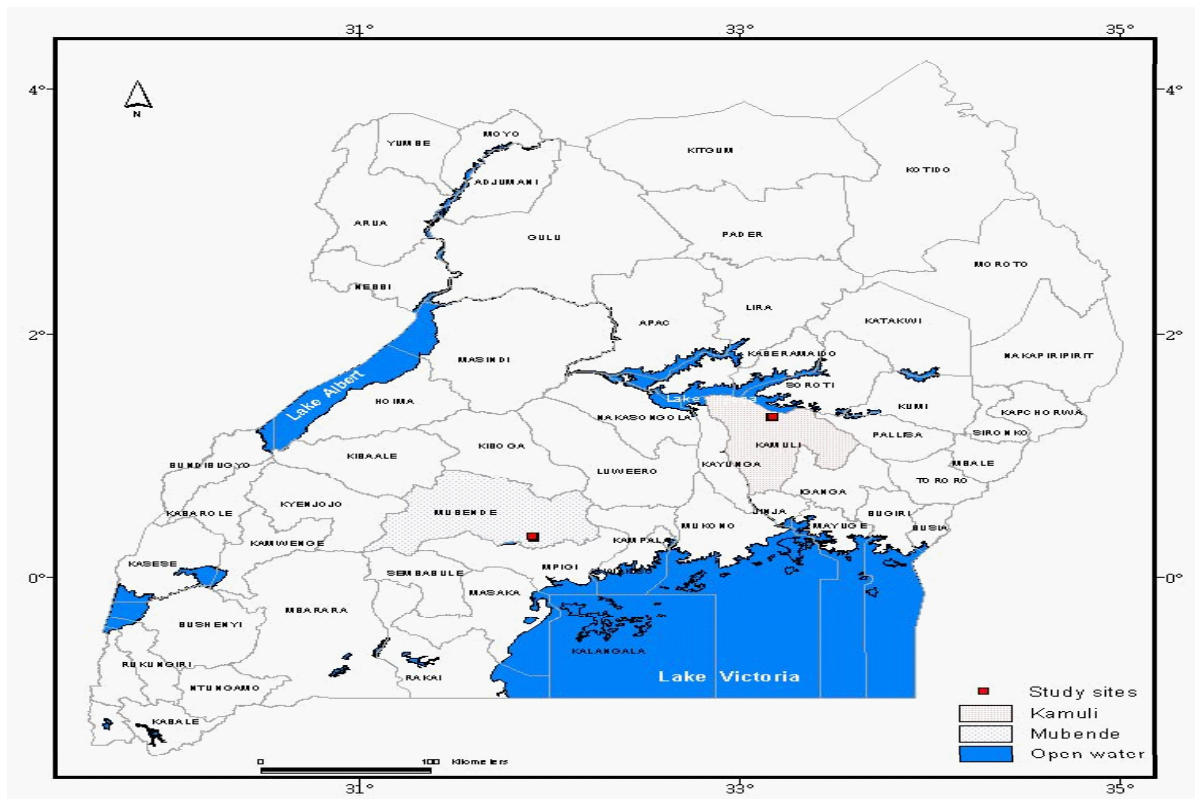 31° 33° 35°
4° 4°
N
YUMBE MOYO
KITGUM
ADJUMANI
KOTIDO
ARUA
GULU PADER
MOROTO
NEBBI
LIRA
APAC KATAKWI
2° 2°
MASINDI KABERAMAIDO NAKAPIRIPIRIT
SOROTI
Lake Albert
HOIMA Lake
NAKASONGOLA KUMI KAPCHORWA
KIBOGA KAMULI PALLISA SIRONKO
KIBAALE
BUNDIBUGYO LUWEERO KAYUNGA MBALE
TORORO
KYENJOJO IGANGA
KABAROLE MUBENDE JINJA BUGIRI
MUKONO MAYUGE BUSIA
KAMWENGE KAMPALA
KASESE MPIGI
0° SEMBABULE 0°
MASAKA
MBARARA
BUSHENYI
KALANGALA
RUKUNGIRI
RAKAI Lake Victoria
NTUNGAMO
KABALE
Study sites
Kamuli
Mubende
Open water
0 100 Kilometers
31° 33° 35°